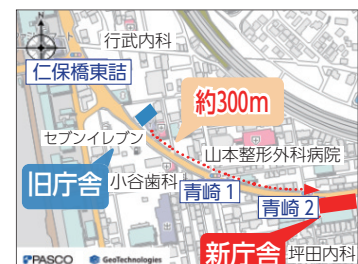 N
行武内科
仁保橋東詰
約300m
セブンイレブン
山本整形外科病院
旧庁舎
小谷歯科
青崎 1
青崎 2
新庁舎
坪田内科
PASCO
GeoTechnologies